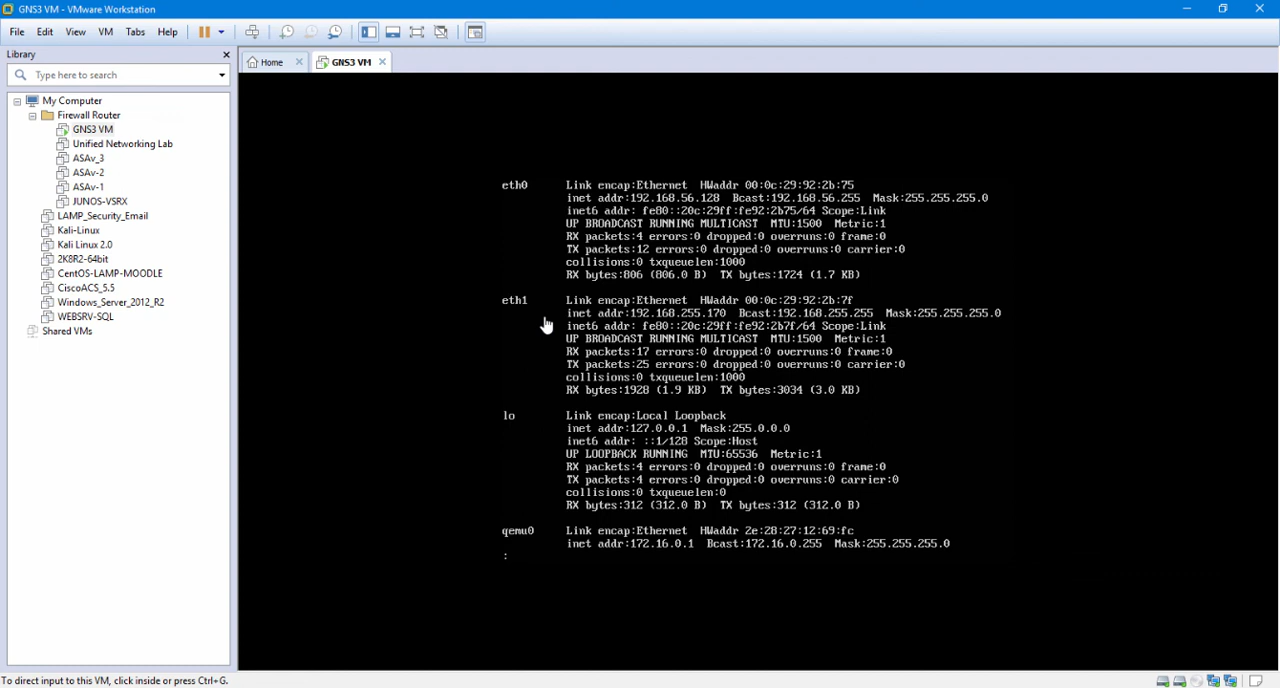 GNS3 VM - VMware Workstation
File Edit View VM Tabs Help
Library
Type here to search
My Computer
Firewall Router
GNS3 VM
Unified Networking Lab
ASAv_3
ASAv-2
ASAv-1
JUNOS-VSRX
LAMP_Security_Email
Kali-Linux
Kali Linux 2.0
2K8R2-64bit
CentOS-LAMP-MOODLE
CiscoACS_5.5
Windows_Server_2012_R2
WEBSRV-SQL
Shared VMs
Home GNS3 VM
eth0 Link encap:Ethernet HWaddr 00:0c:29:92:2b:75
inet addr:192.168.56.128 Bcast:192.168.56.255 Mask:255.255.255.0
inet6 addr: fe80::20c:29ff:fe92:2b75/64 Scope:Link
UP BROADCAST RUNNING MULTICAST MTU:1500 Metric:1
RX packets:4 errors:0 dropped:0 overruns:0 frame:0
TX packets:12 errors:0 dropped:0 overruns:0 carrier:0
collisions:0 txqueuelen:1000
RX bytes:806 (806.0 B) TX bytes:1724 (1.7 KB)
eth1 Link encap:Ethernet HWaddr 00:0c:29:92:2b:7f
inet addr:192.168.255.170 Bcast:192.168.255.255 Mask:255.255.255.0
inet6 addr: fe80::20c:29ff:fe92:2b7f/64 Scope:Link
UP BROADCAST RUNNING MULTICAST MTU:1500 Metric:1
RX packets:17 errors:0 dropped:0 overruns:0 frame:0
TX packets:25 errors:0 dropped:0 overruns:0 carrier:0
collisions:0 txqueuelen:1000
RX bytes:1928 (1.9 KB) TX bytes:3034 (3.0 KB)
lo Link encap:Local Loopback
inet addr:127.0.0.1 Mask:255.0.0.0
inet6 addr: ::1/128 Scope:Host
UP LOOPBACK RUNNING MTU:65536 Metric:1
RX packets:4 errors:0 dropped:0 overruns:0 frame:0
TX packets:4 errors:0 dropped:0 overruns:0 carrier:0
collisions:0 txqueuelen:0
RX bytes:312 (312.0 B) TX bytes:312 (312.0 B)
qemu0 Link encap:Ethernet HWaddr 2e:28:27:12:69:fc
inet addr:172.16.0.1 Bcast:172.16.0.255 Mask:255.255.255.0
:
To direct input to this VM, click inside or press Ctrl+G.